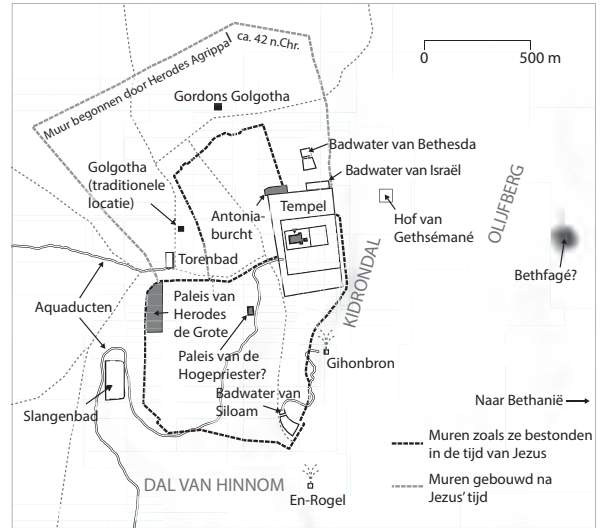 Muur begonnen door Herodes Agrippa I
ca. 42 n.Chr.
0
500 m
Gordons Golgotha
Badwater van Bethesda
Golgotha
(traditionele
locatie)
Badwater van Israël
Antonia-
burcht
Tempel
Hof van
Gethsémané
OLIJFBERG
Torenbad
KIDRONDAL
Bethfagé?
Aquaducten
Paleis van
Herodes
de Grote
Paleis van de
Hogepriester?
Gihonbron
Badwater van
Siloam
Slangenbad
Naar Bethanië
Muren zoals ze bestonden
in de tijd van Jezus
DAL VAN HINNOM
En-Rogel
Muren gebouwd na
Jezus’ tijd